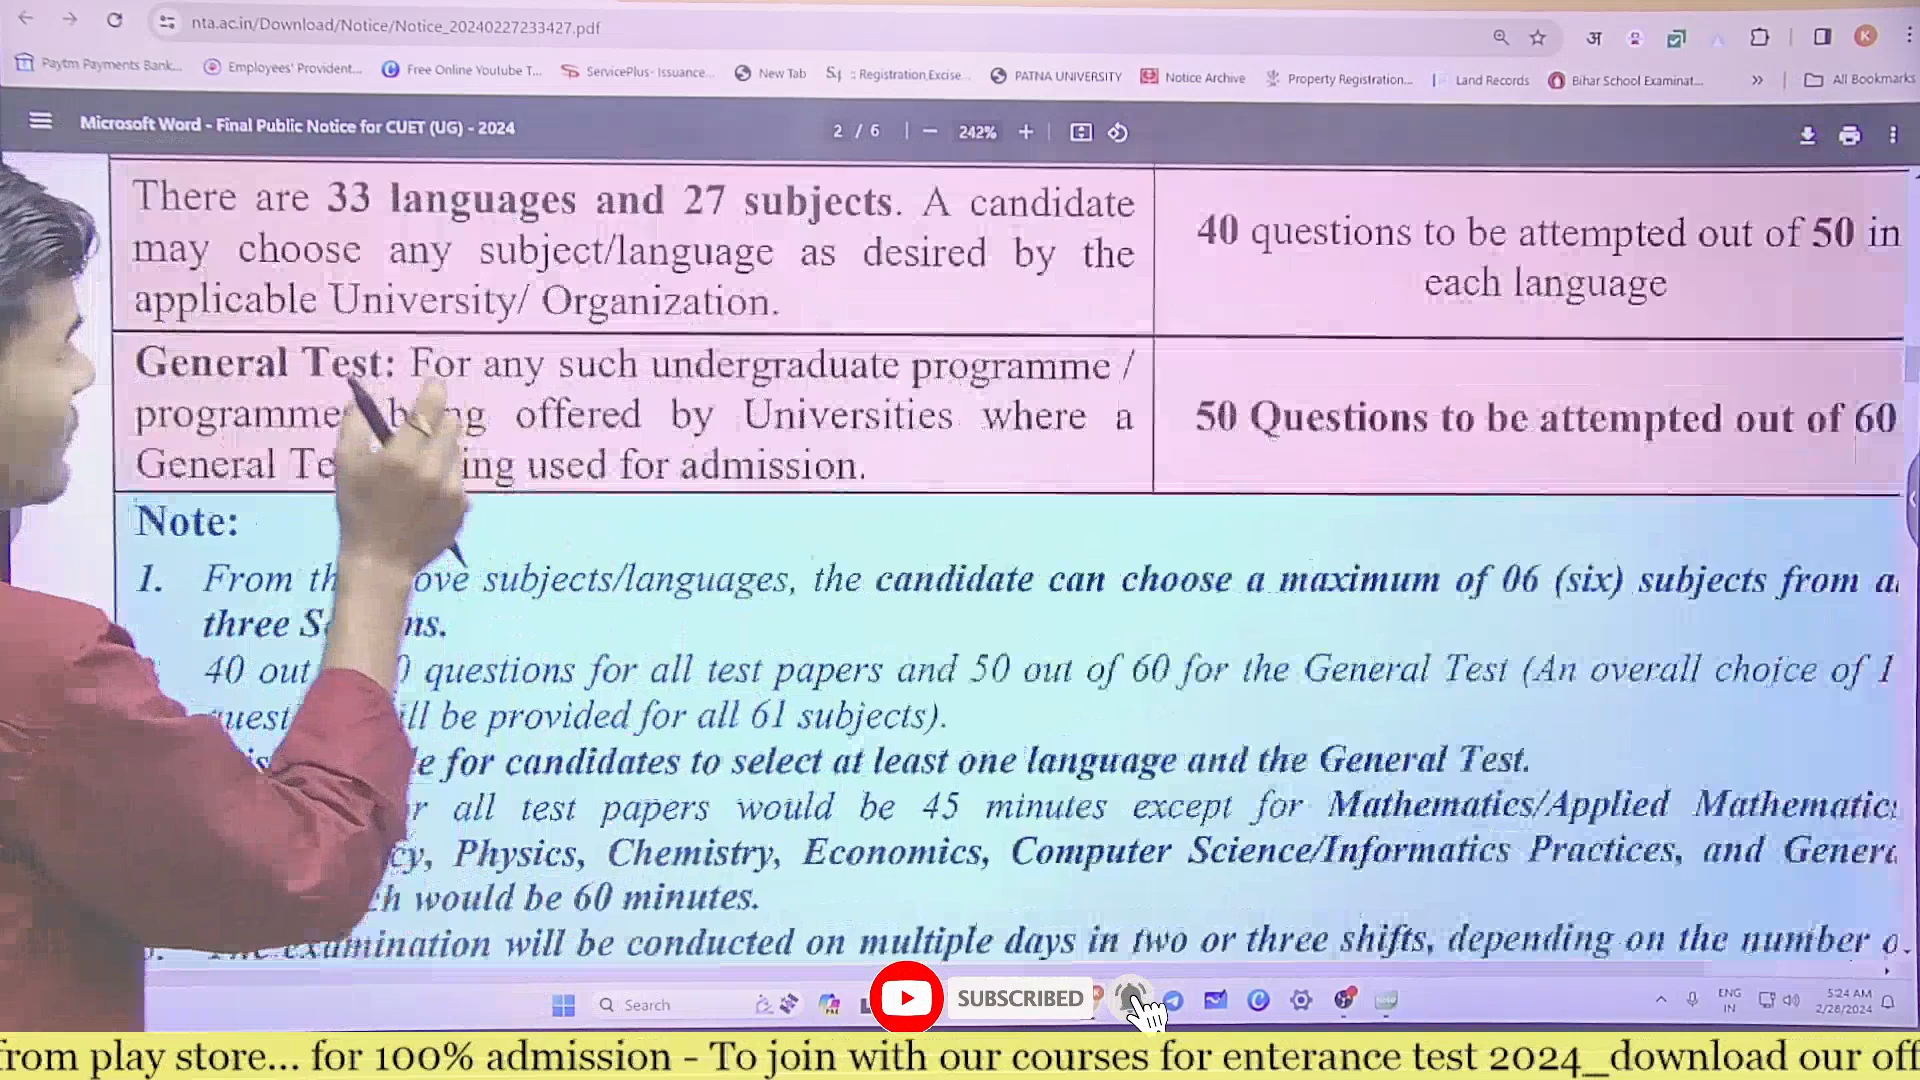 nta.ac.in/Download/Notice/Notice_20240227233427.pdf
अ K
Paytm Payments Bank... Employees' Provident... Free Online Youtube T... ServicePlus- Issuance... New Tab :: Registration,Excise... PATNA UNIVERSITY Notice Archive Property Registration... Land Records Bihar School Examinat... » All Bookmarks
Microsoft Word - Final Public Notice for CUET (UG) - 2024 2 / 6 | − 242% +
There are 33 languages and 27 subjects. A candidate
may choose any subject/language as desired by the
applicable University/ Organization.
40 questions to be attempted out of 50 in
each language
General Test: For any such undergraduate programme /
programme offered by Universities where a
General used for admission.
50 Questions to be attempted out of 60
Note:
1. From subjects/languages, the candidate can choose a maximum of 06 (six) subjects from
three
40 out questions for all test papers and 50 out of 60 for the General Test (An overall choice of
be provided for all 61 subjects).
for candidates to select at least one language and the General Test.
all test papers would be 45 minutes except for Mathematics/Applied
Physics, Chemistry, Economics, Computer Science/Informatics Practices, and
would be 60 minutes.
The examination will be conducted on multiple days in two or three shifts, depending on the number
Search
SUBSCRIBED
ENG
IN
5:24 AM
2/28/2024
from play store... for 100% admission - To join with our courses for enterance test 2024_download our off